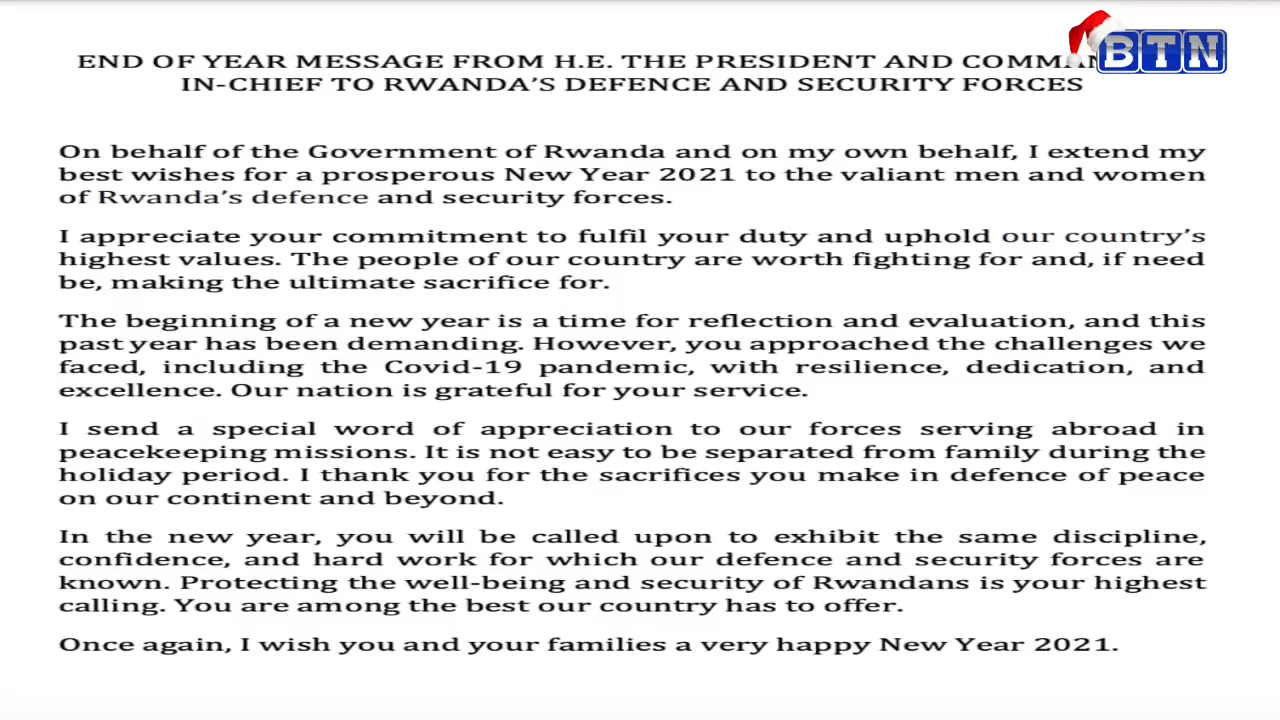 BTN
END OF YEAR MESSAGE FROM H.E. THE PRESIDENT AND
IN-CHIEF TO RWANDA'S DEFENCE AND SECURITY FORCES
On behalf of the Government of Rwanda and on my own behalf, I extend my
best wishes for a prosperous New Year 2021 to the valiant men and women
of Rwanda's defence and security forces.
I appreciate your commitment to fulfil your duty and uphold our country's
highest values. The people of our country are worth fighting for and, if need
be, making the ultimate sacrifice for.
The beginning of a new year is a time for reflection and evaluation, and this
past year has been demanding. However, you approached the challenges we
faced, including the Covid-19 pandemic, with resilience, dedication, and
excellence. Our nation is grateful for your service.
I send a special word of appreciation to our forces serving abroad in
peacekeeping missions. It is not easy to be separated from family during the
holiday period. I thank you for the sacrifices you make in defence of peace
on our continent and beyond.
In the new year, you will be called upon to exhibit the same discipline,
confidence, and hard work for which our defence and security forces are
known. Protecting the well-being and security of Rwandans is your highest
calling. You are among the best our country has to offer.
Once again, I wish you and your families a very happy New Year 2021.